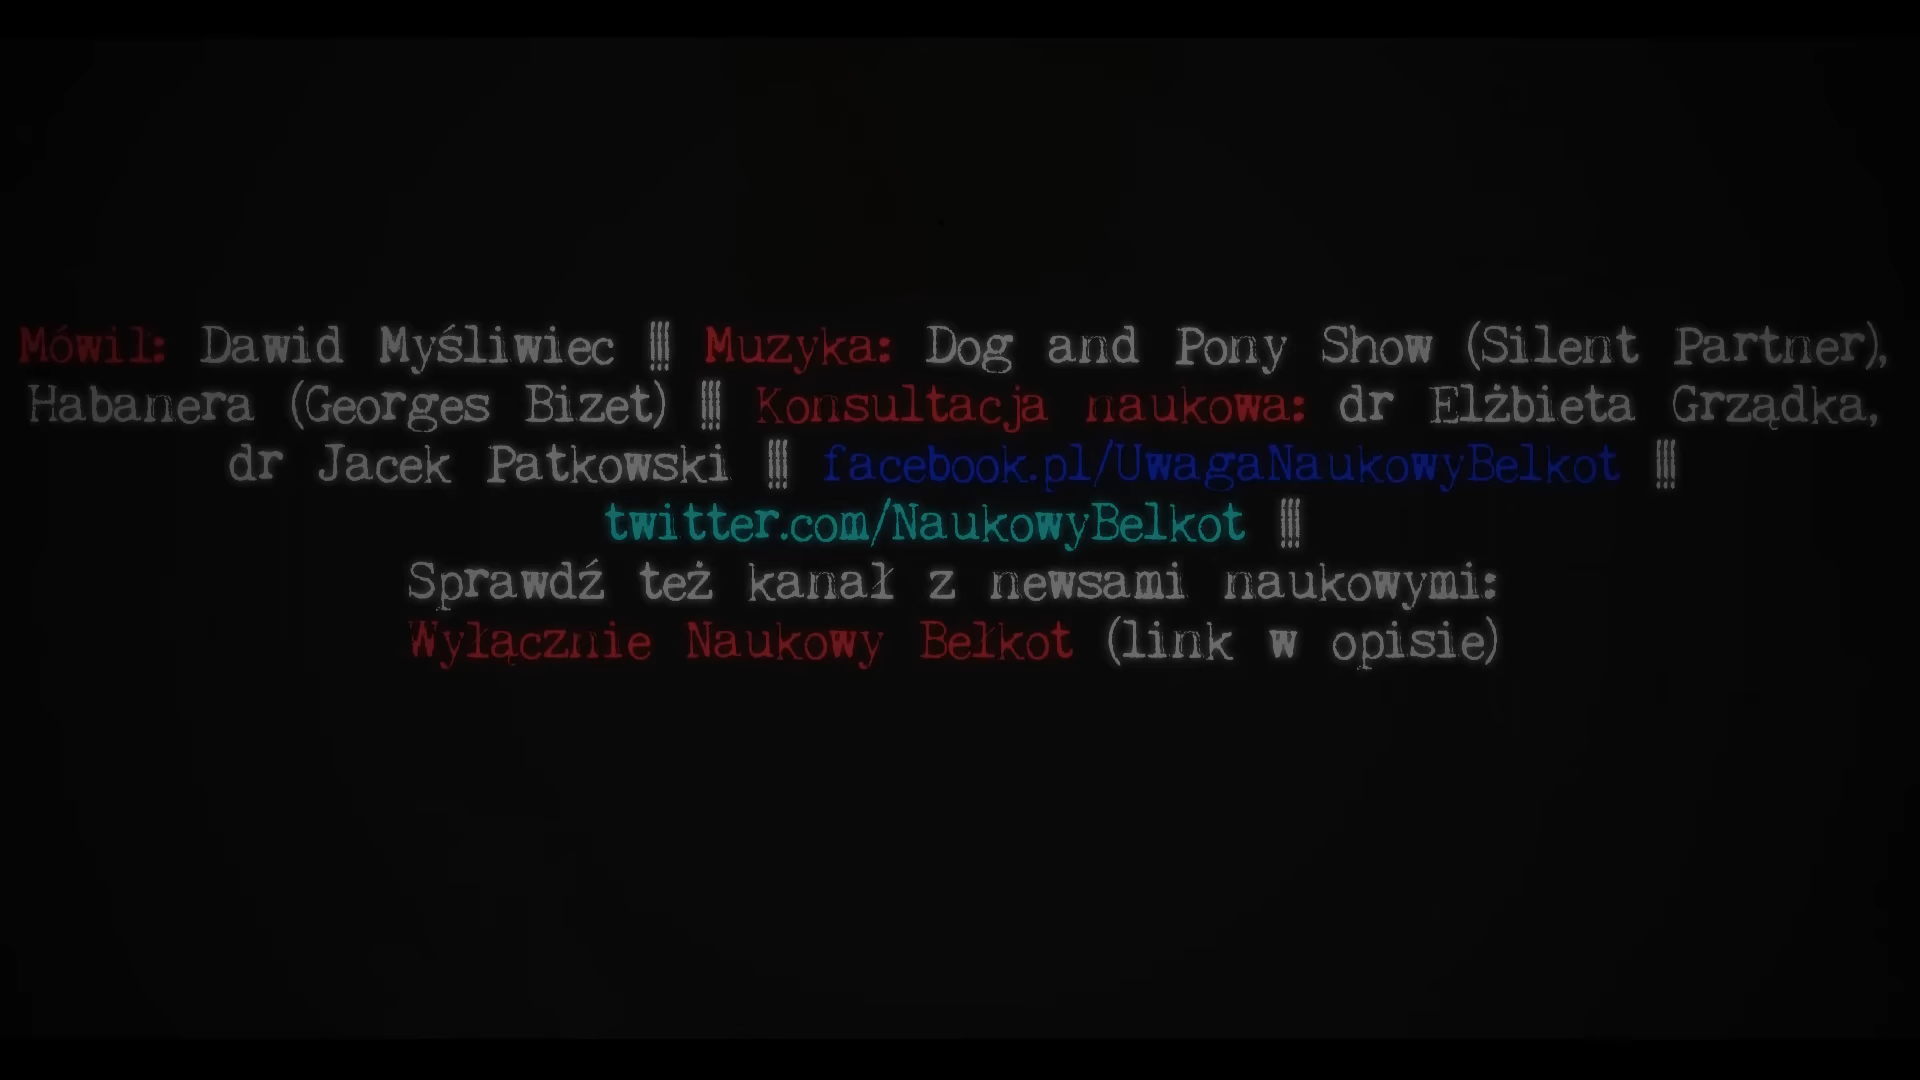 Mówił: Dawid Myśliwiec ||| Muzyka: Dog and Pony Show (Silent Partner),
Habanera (Georges Bizet) ||| Konsultacja naukowa: dr Elżbieta Grządka,
dr Jacek Patkowski ||| facebook.pl/UwagaNaukowyBelkot |||
twitter.com/NaukowyBelkot |||
Sprawdź też kanał z newsami naukowymi:
Wyłącznie Naukowy Bełkot (link w opisie)